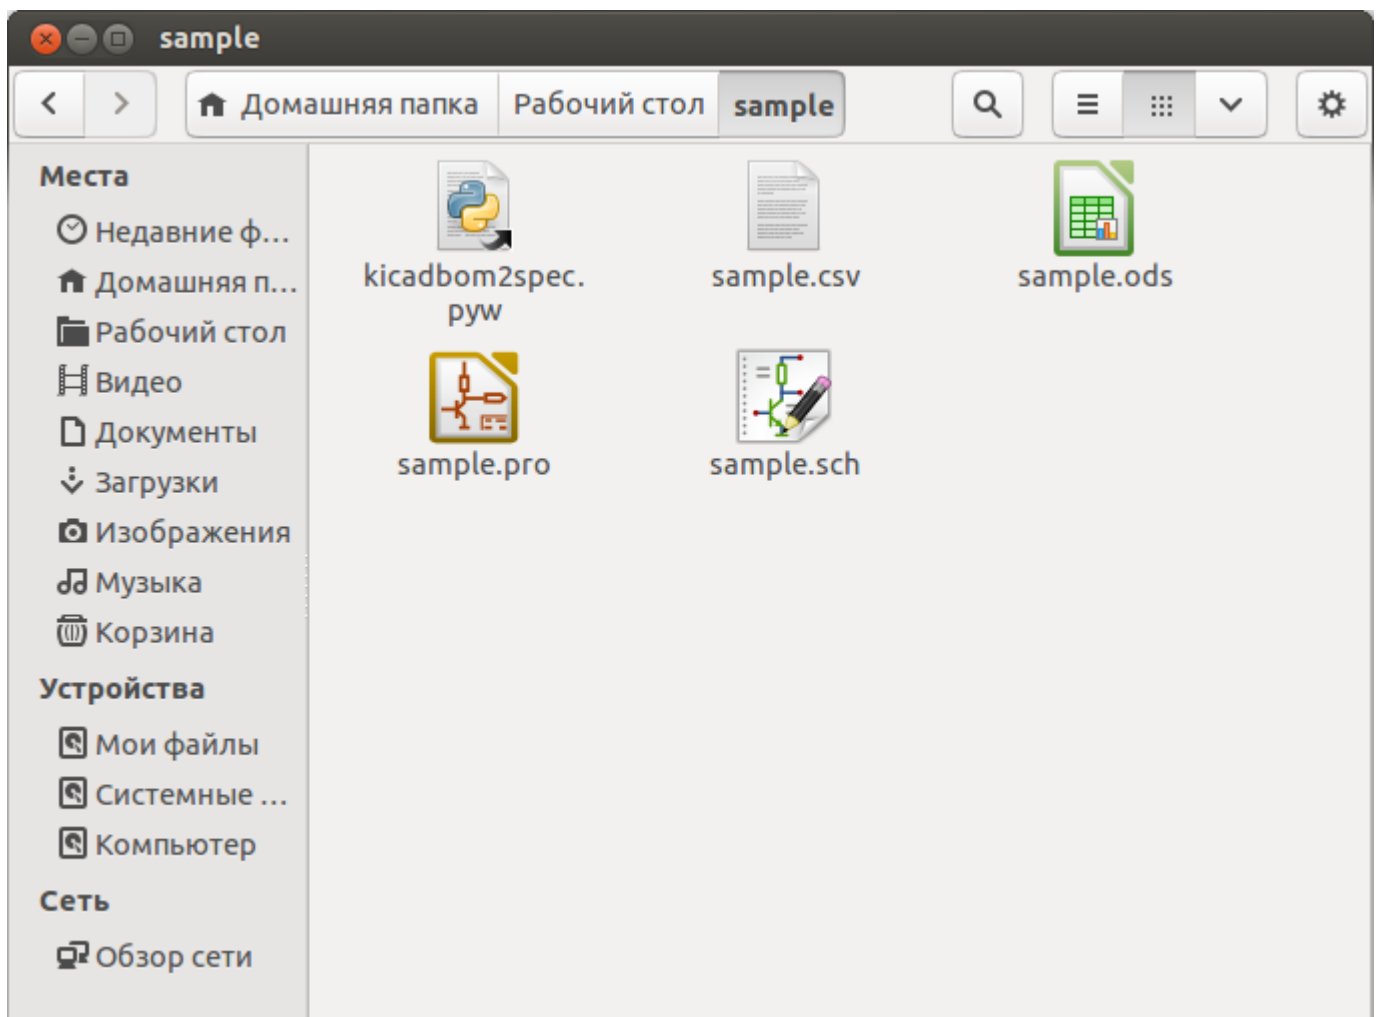 sample
Домашняя папка Рабочий стол sample
Места
Недавние ф...
Домашняя п...
Рабочий стол
Видео
Документы
Загрузки
Изображения
Музыка
Корзина
Устройства
Мои файлы
Системные ...
Компьютер
Сеть
Обзор сети
kicadbom2spec.
pyw
sample.csv
sample.ods
sample.pro
sample.sch